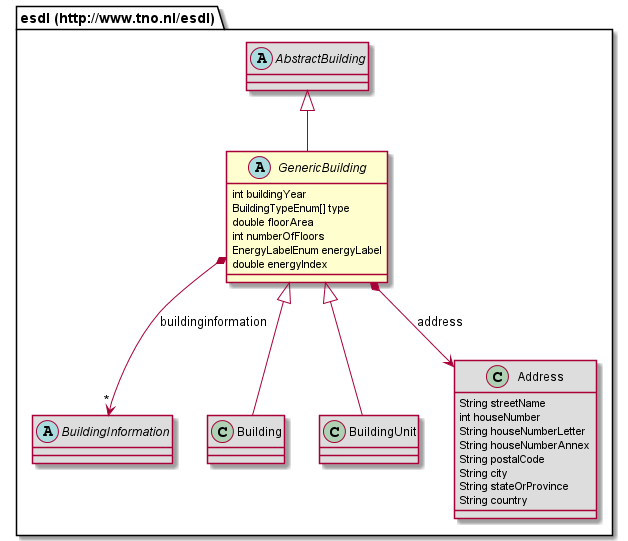 esdl (http://www.tno.nl/esdl)
A AbstractBuilding
A GenericBuilding
int buildingYear
BuildingTypeEnum[] type
double floorArea
int numberOfFloors
EnergyLabelEnum energyLabel
double energyIndex
buildinginformation
address
*
A BuildingInformation
C Building
C BuildingUnit
C Address
String streetName
int houseNumber
String houseNumberLetter
String houseNumberAnnex
String postalCode
String city
String stateOrProvince
String country